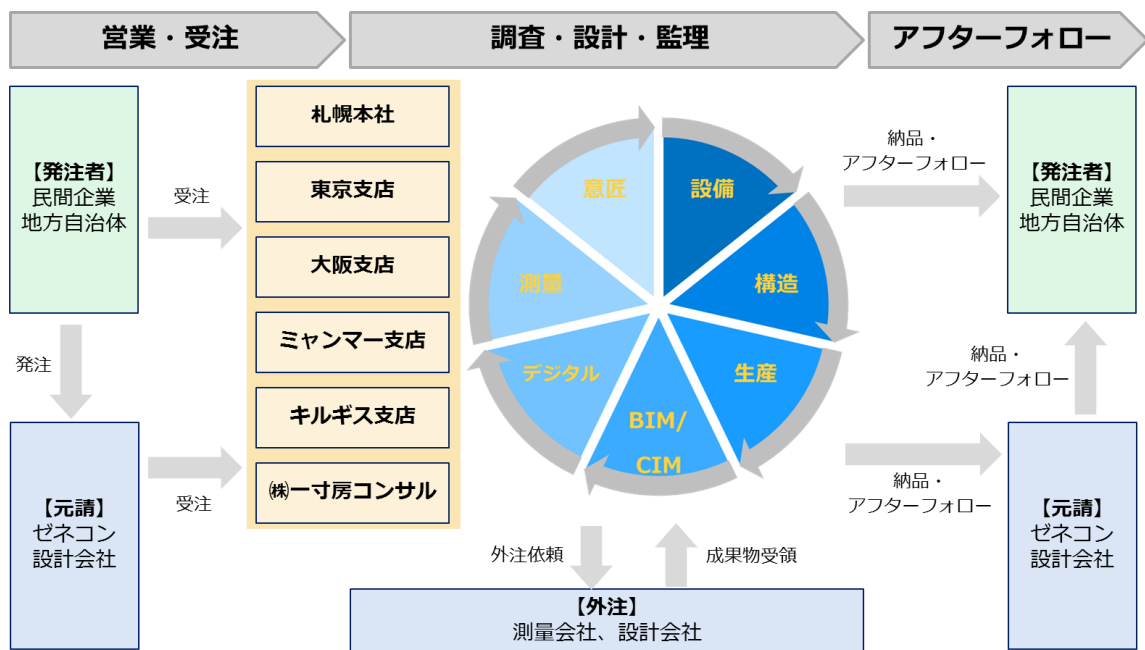 営業・受注
調査・設計・監理
アフターフォロー
【発注者】
民間企業
地方自治体
受注
発注
【元請】
ゼネコン
設計会社
受注
札幌本社
東京支店
大阪支店
ミャンマー支店
キルギス支店
㈱一寸房コンサル
意匠
設備
測量
構造
デジタル
生産
BIM/
CIM
外注依頼
成果物受領
【外注】
測量会社、設計会社
納品・
アフターフォロー
【発注者】
民間企業
地方自治体
納品・
アフターフォロー
納品・
アフターフォロー
【元請】
ゼネコン
設計会社